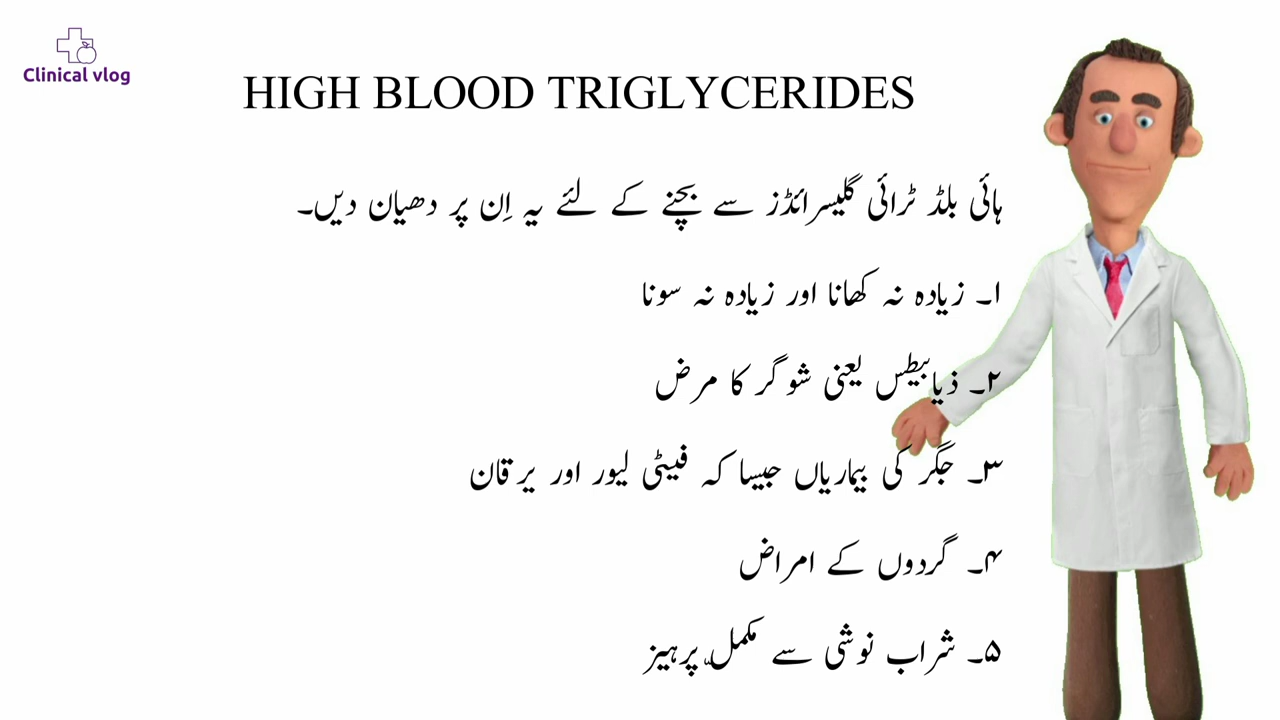 Clinical vlog
HIGH BLOOD TRIGLYCERIDES
ہائی بلڈ ٹرائی گلیسرائڈز سے بچنے کے لئے یہ اِن پر دھیان دیں۔
۱۔ زیادہ نہ کھانا اور زیادہ نہ سونا
۲۔ ذیابیطس یعنی شوگر کا مرض
۳۔ جگر کی بیماریاں جیسا کہ فیٹی لیور اور یرقان
۴۔ گردوں کے امراض
۵۔ شراب نوشی سے مکمل پرہیز